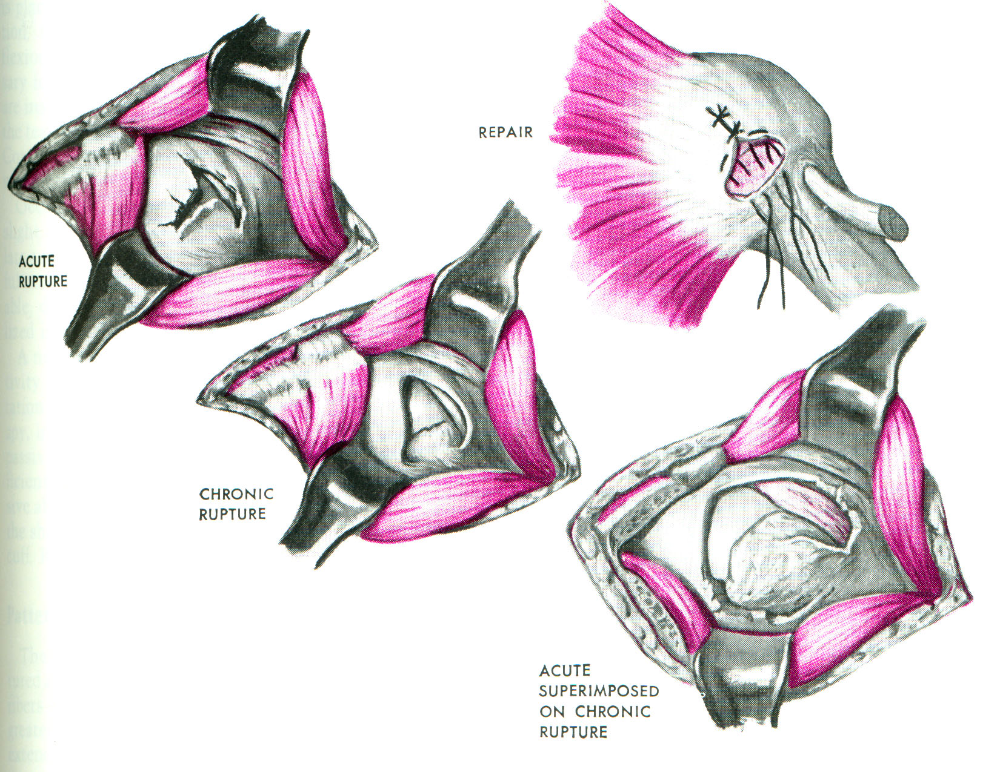 REPAIR
ACUTE
RUPTURE
CHRONIC
RUPTURE
ACUTE
SUPERIMPOSED
ON CHRONIC
RUPTURE